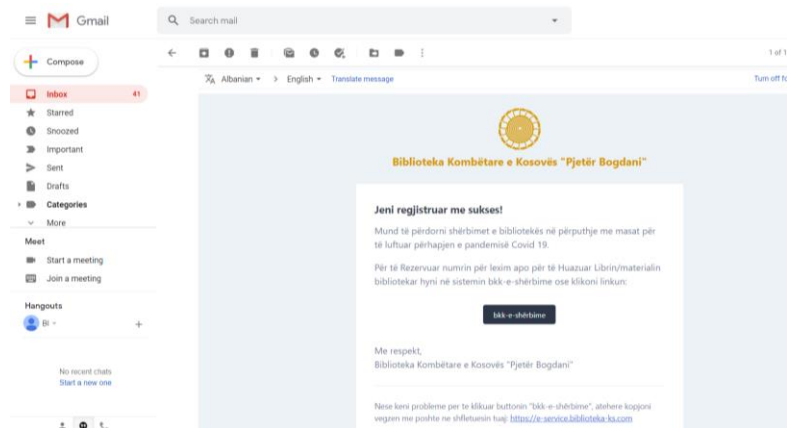 Gmail
Search mail
Compose
1 of 1
Albanian > English Translate message
Turn off fo
Inbox 41
Starred
Snoozed
Important
Sent
Drafts
Categories
More
Meet
Start a meeting
Join a meeting
Hangouts
Bl
No recent chats
Start a new one
Biblioteka Kombëtare e Kosovës "Pjetër Bogdani"
Jeni regjistruar me sukses!
Mund të përdorni shërbimet e bibliotekës në përputhje me masat për
të luftuar përhapjen e pandemisë Covid 19.
Për të Rezervuar numrin për lexim apo për të Huazuar Librin/materialin
bibliotekar hyni në sistemin bkk-e-shërbime ose klikoni linkun:
bkk-e-shërbime
Me respekt,
Biblioteka Kombëtare e Kosovës "Pjetër Bogdani"
Nese keni probleme per te klikuar buttonin "bkk-e-shërbime", atehere kopjoni
vegzen me poshte ne shfletuesin tuaj: https://e-service.biblioteka-ks.com